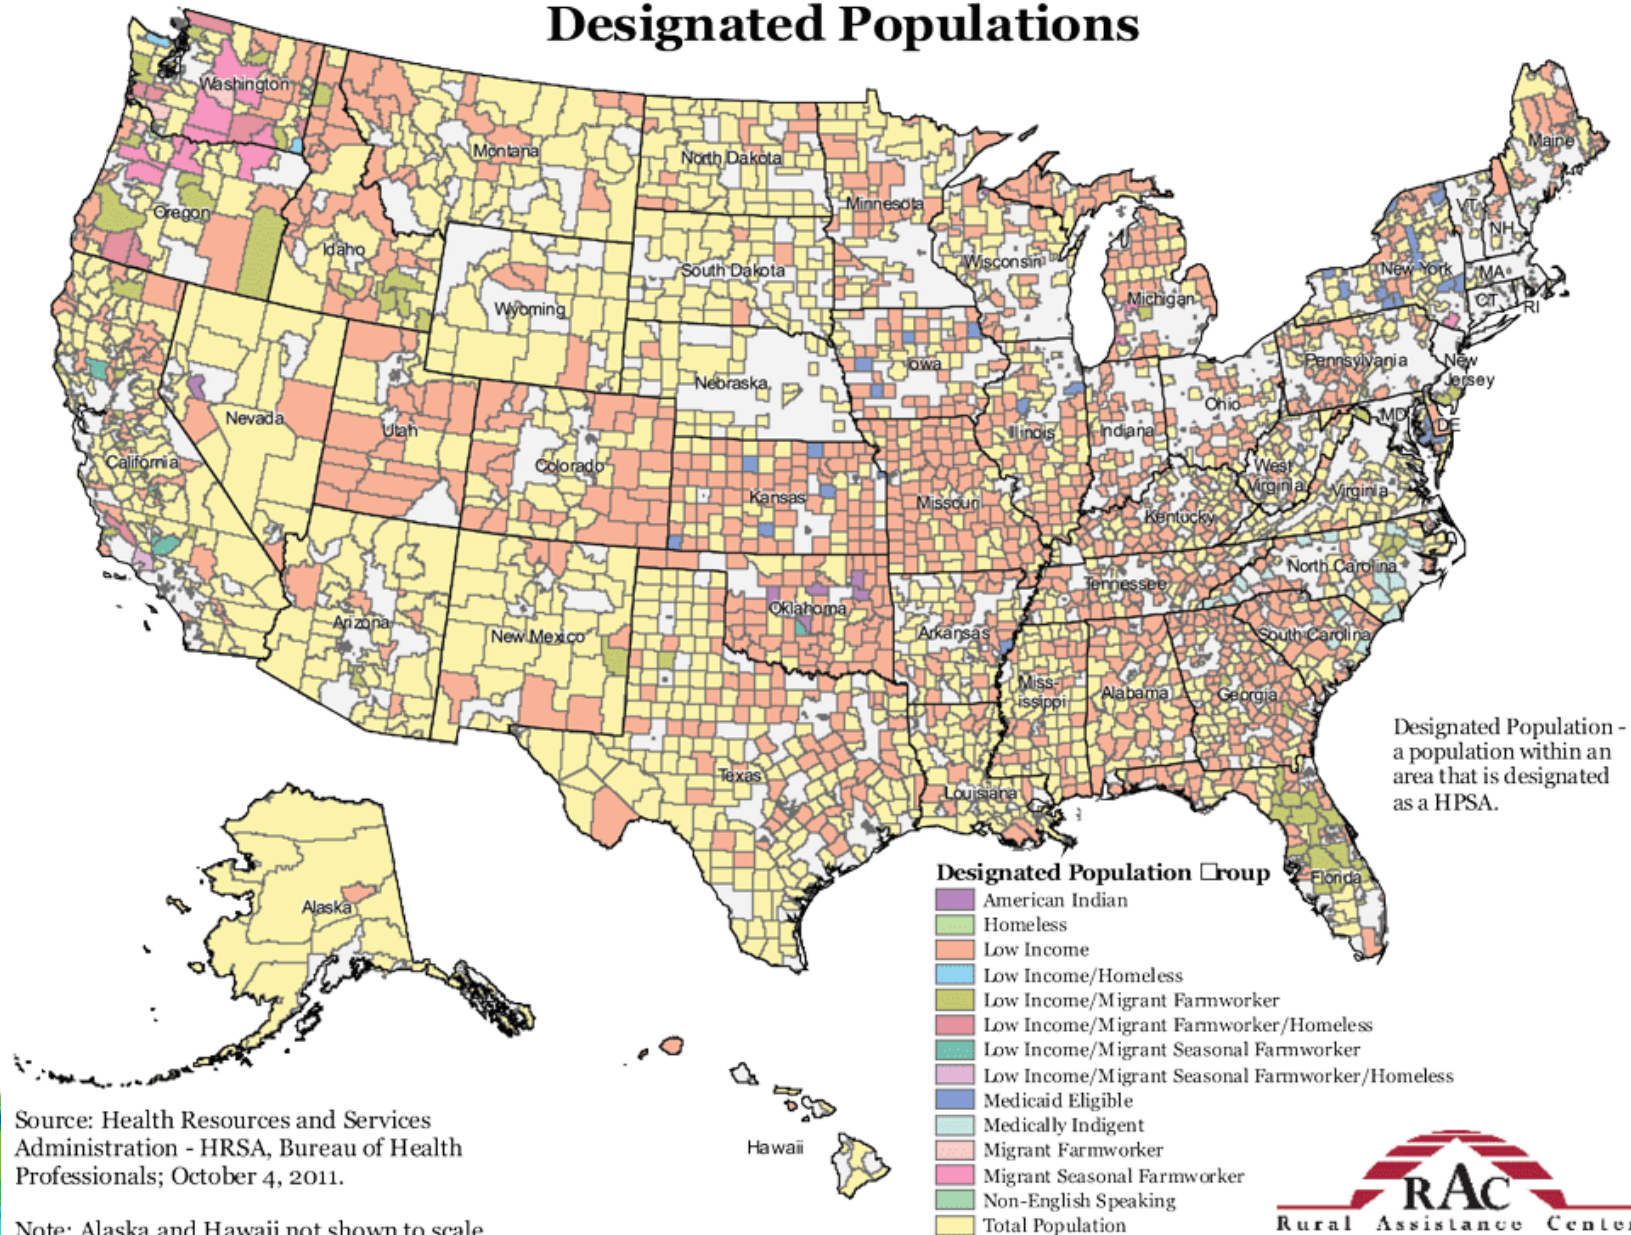 Designated Populations
Washington
Montana
North Dakota
Minnesota
Maine
Oregon
Idaho
Wyoming
South Dakota
Wisconsin
Michigan
New York
VT
NH
MA
CT
RI
Nebraska
Iowa
Pennsylvania
New
Jersey
Nevada
Utah
Colorado
Kansas
Missouri
Illinois
Indiana
Ohio
MD
DE
West
Virginia
Virginia
Kentucky
California
Arizona
New Mexico
Oklahoma
Arkansas
Tennessee
North Carolina
South Carolina
Miss-
issippi
Alabama
Georgia
Texas
Louisiana
Florida
Alaska
Hawaii
Designated Population -
a population within an
area that is designated
as a HPSA.
Designated Population □roup
American Indian
Homeless
Low Income
Low Income/Homeless
Low Income/Migrant Farmworker
Low Income/Migrant Farmworker/Homeless
Low Income/Migrant Seasonal Farmworker
Low Income/Migrant Seasonal Farmworker/Homeless
Medicaid Eligible
Medically Indigent
Migrant Farmworker
Migrant Seasonal Farmworker
Non-English Speaking
Total Population
Source: Health Resources and Services
Administration - HRSA, Bureau of Health
Professionals; October 4, 2011.
Note: Alaska and Hawaii not shown to scale
RAC
Rural Assistance Center